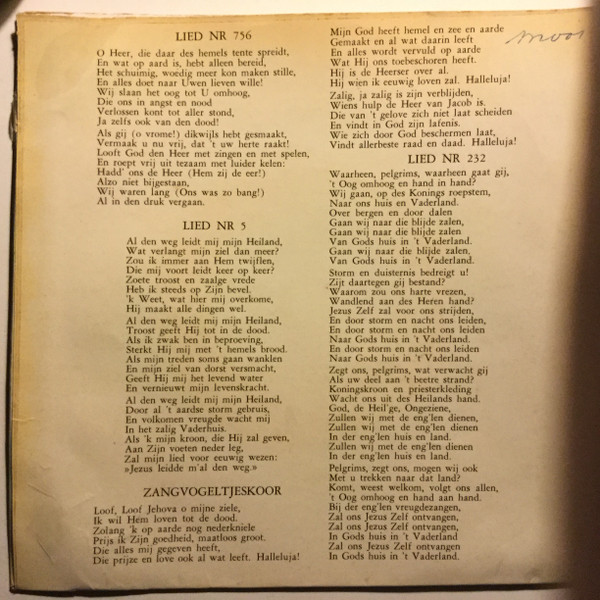 LIED NR 756
O Heer, die daar des hemels tente spreidt,
En wat op aard is, hebt alleen bereid,
Het schuimig, woedig meer kon maken stille,
En alles doet naar Uwen lieven wille!
Wij slaan het oog tot U omhoog,
Die ons in angst en nood
Verlossen kont tot aller stond,
Ja zelfs ook van den dood!
Als gij (o vrome!) dikwijls hebt gesmaakt,
Vermaak u nu vrij, dat 't uw herte raakt!
Looft God den Heer met zingen en met spelen,
En roept vrij uit tezaam met luider kelen:
Hadd' ons de Heer (Hem zij de eer!)
Alzo niet bijgestaan,
Wij waren lang (Ons was zo bang!)
Al in den druk vergaan.
LIED NR 5
Al den weg leidt mij mijn Heiland,
Wat verlangt mijn ziel dan meer?
Zou ik immer aan Hem twijflen,
Die mij voort leidt keer op keer?
Zoete troost en zaalge vrede
Heb ik steeds op Zijn bevel.
'k Weet, wat hier mij overkome,
Hij maakt alle dingen wel.
Al den weg leidt mij mijn Heiland,
Troost geeft Hij tot in de dood.
Als ik zwak ben in beproeving,
Sterkt Hij mij met 't hemels brood.
Als mijn treden soms gaan wanklen
En mijn ziel van dorst versmacht,
Geeft Hij mij het levend water
En vernieuwt mijn levenskracht.
Al den weg leidt mij mijn Heiland,
Door al 't aardse storm gebruis,
En volkomen vreugde wacht mij
In het zalig Vaderhuis.
Als 'k mijn kroon, die Hij zal geven,
Aan Zijn voeten neder leg,
Zal mijn lied voor eeuwig wezen:
»Jezus leidde m'al den weg.»
ZANGVOGELTJESKOOR
Loof, Loof Jehova o mijne ziele,
Ik wil Hem loven tot de dood.
Zolang 'k op aarde nog nederkniele
Prijs ik Zijn goedheid, maatloos groot.
Die alles mij gegeven heeft,
Die prijze en love ook al wat leeft. Halleluja!
Mijn God heeft hemel en zee en aarde
Gemaakt en al wat daarin leeft
En alles wordt vervuld op aarde
Wat Hij ons toebeschoren heeft.
Hij is de Heerser over al.
Hij wien ik eeuwig loven zal. Halleluja!
Zalig, ja zalig is zijn verblijden,
Wiens hulp de Heer van Jacob is.
Die van 't gelove zich niet laat scheiden
En vindt in God zijn lafenis.
Wie zich door God beschermen laat,
Vindt allerbeste raad en daad. Halleluja!
LIED NR 232
Waarheen, pelgrims, waarheen gaat gij,
't Oog omhoog en hand in hand?
Wij gaan, op des Konings roepstem,
Naar ons huis en Vaderland.
Over bergen en door dalen
Gaan wij naar die blijde zalen,
Gaan wij naar die blijde zalen
Van Gods huis in 't Vaderland.
Gaan wij naar die blijde zalen,
Van Gods huis in 't Vaderland.
Storm en duisternis bedreigt u!
Zijt daartegen gij bestand?
Waarom zou ons harte vrezen,
Wandlend aan des Heren hand?
Jezus Zelf zal voor ons strijden,
En door storm en nacht ons leiden,
En door storm en nacht ons leiden
Naar Gods huis in 't Vaderland.
En door storm en nacht ons leiden
Naar Gods huis in 't Vaderland.
Zegt ons, pelgrims, wat verwacht gij
Als uw deel aan 't beetre strand?
Koningskroon en priesterkleding
Wacht ons uit des Heilands hand.
God, de Heil'ge, Ongeziene,
Zullen wij met de eng'len dienen,
Zullen wij met de eng'len dienen,
In der eng'len huis en land.
Zullen wij met de eng'len dienen
In der eng'len huis en land.
Pelgrims, zegt ons, mogen wij ook
Met u trekken naar dat land?
Komt, weest welkom, volgt ons allen,
't Oog omhoog en hand aan hand.
Bij der eng'len vreugdezangen,
Zal ons Jezus Zelf ontvangen,
Zal ons Jezus Zelf ontvangen,
In Gods huis in 't Vaderland
Zal ons Jezus Zelf ontvangen
In Gods huis in 't Vaderland.